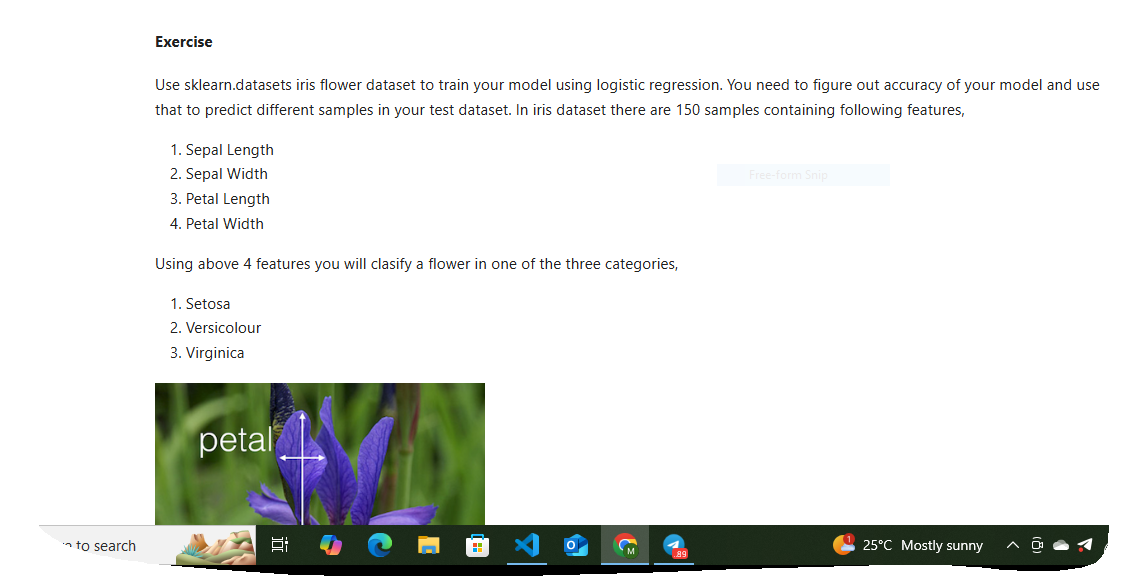 Exercise
Use sklearn.datasets iris flower dataset to train your model using logistic regression. You need to figure out accuracy of your model and use
that to predict different samples in your test dataset. In iris dataset there are 150 samples containing following features,
1. Sepal Length
2. Sepal Width
Free-form Snip
3. Petal Length
4. Petal Width
Using above 4 features you will clasify a flower in one of the three categories,
1. Setosa
2. Versicolour
3. Virginica
petal
to search
M
89
1
25°C Mostly sunny